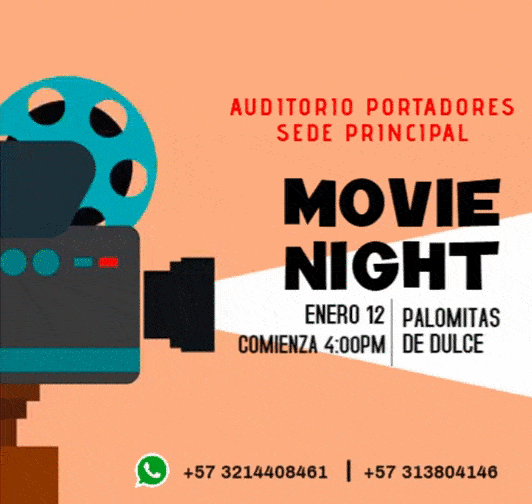 AUDITORIO PORTADORES
SEDE PRINCIPAL
MOVIE
NIGHT
ENERO 12
COMIENZA 4:00PM
PALOMITAS
DE DULCE
+57 3214408461 | +57 313804146